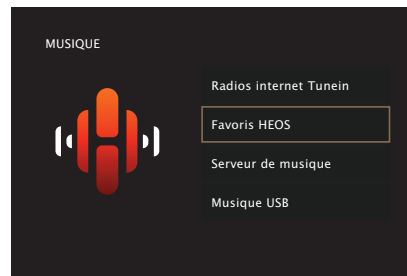 MUSIQUE
Radios internet Tunein
Favoris HEOS
Serveur de musique
Musique USB